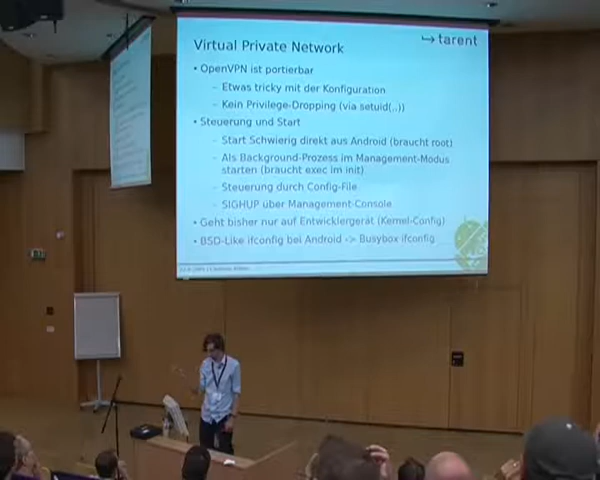 tarent
Virtual Private Network
• OpenVPN ist portierbar
– Etwas tricky mit der Konfiguration
– Kein Privilege-Dropping (via setuid(..))
• Steuerung und Start
– Start Schwierig direkt aus Android (braucht root)
– Als Background-Prozess im Management-Modus
starten (braucht exec im init)
– Steuerung durch Config-File
– SIGHUP über Management-Console
• Geht bisher nur auf Entwicklergerät (Kernel-Config)
• BSD-Like ifconfig bei Android -> Busybox ifconfig